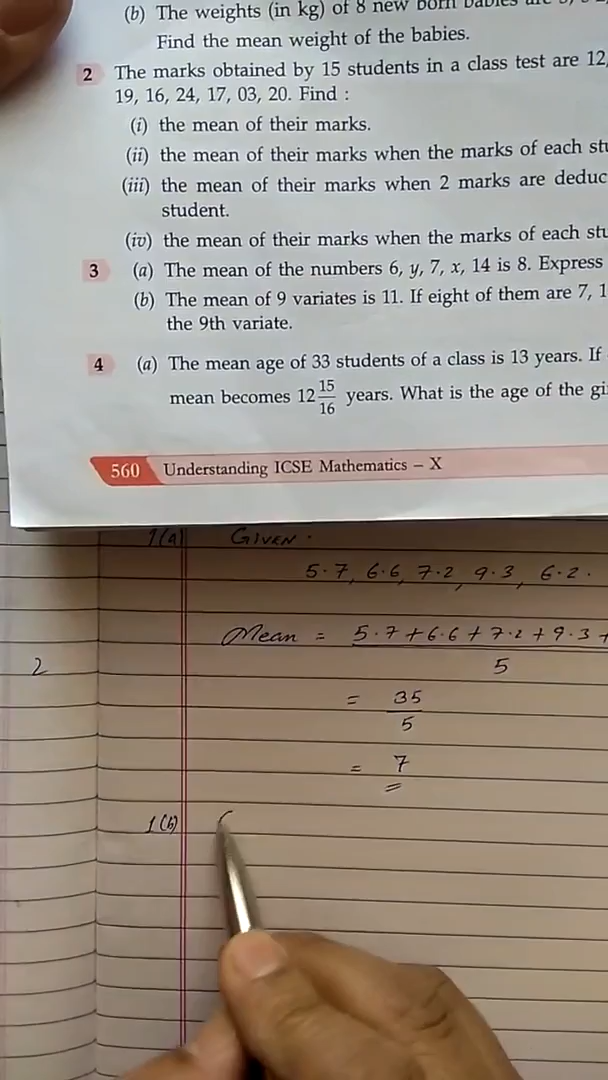 (b) The weights (in kg) of 8 new born babies are 3,
Find the mean weight of the babies.
2 The marks obtained by 15 students in a class test are 12,
19, 16, 24, 17, 03, 20. Find :
(i) the mean of their marks.
(ii) the mean of their marks when the marks of each stu
(iii) the mean of their marks when 2 marks are deduc
student.
(iv) the mean of their marks when the marks of each stu
3 (a) The mean of the numbers 6, y, 7, x, 14 is 8. Express
(b) The mean of 9 variates is 11. If eight of them are 7, 1
the 9th variate.
4 (a) The mean age of 33 students of a class is 13 years. If
mean becomes 12 15/16 years. What is the age of the gi
560 Understanding ICSE Mathematics – X
1(a) GIVEN.
5.7, 6.6, 7.2, 9.3, 6.2.
Mean = 5.7 + 6.6 + 7.2 + 9.3 +
5
2
= 35
5
= 7
1(b)